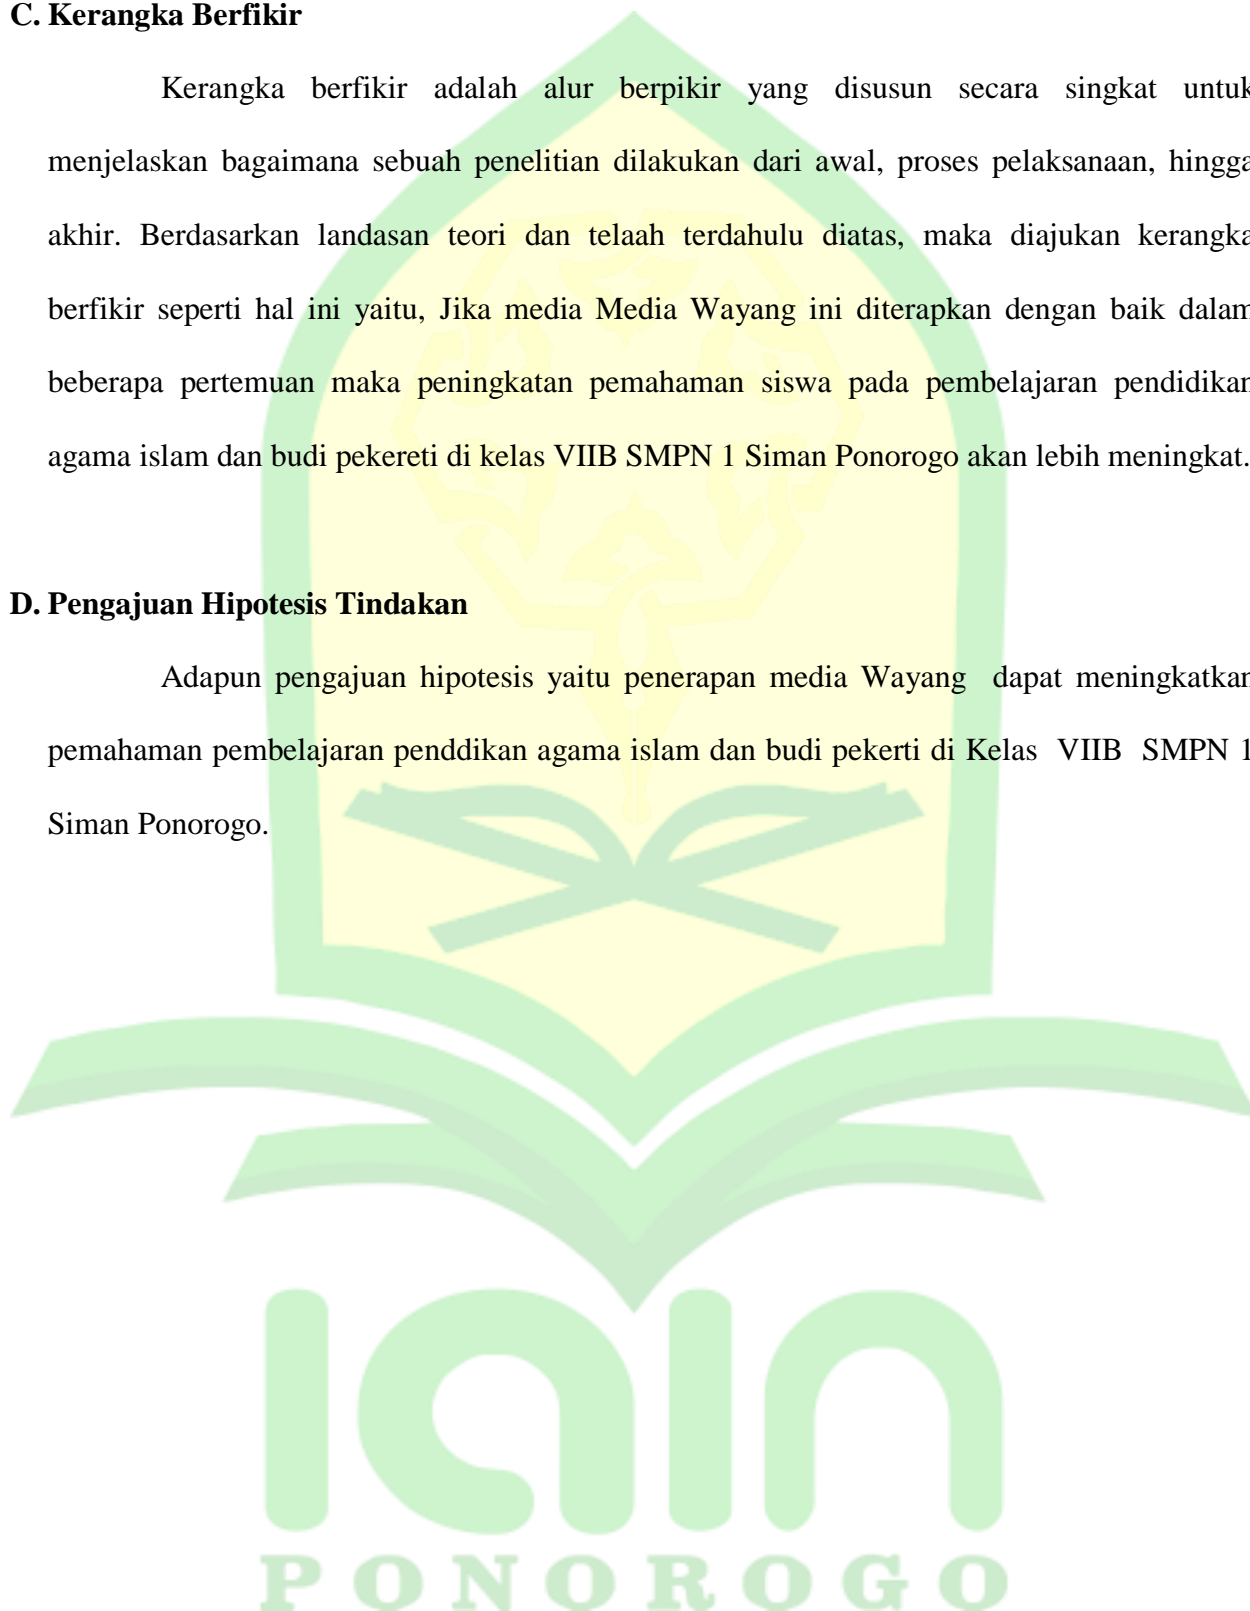 C. Kerangka Berfikir
Kerangka berfikir adalah alur berpikir yang disusun secara singkat untuk
menjelaskan bagaimana sebuah penelitian dilakukan dari awal, proses pelaksanaan, hingga
akhir. Berdasarkan landasan teori dan telaah terdahulu diatas, maka diajukan kerangka
berfikir seperti hal ini yaitu, Jika media Media Wayang ini diterapkan dengan baik dalam
beberapa pertemuan maka peningkatan pemahaman siswa pada pembelajaran pendidikan
agama islam dan budi pekereti di kelas VIIB SMPN 1 Siman Ponorogo akan lebih meningkat.
D. Pengajuan Hipotesis Tindakan
Adapun pengajuan hipotesis yaitu penerapan media Wayang dapat meningkatkan
pemahaman pembelajaran penddikan agama islam dan budi pekerti di Kelas VIIB SMPN 1
Siman Ponorogo.
iain
PONOROGO